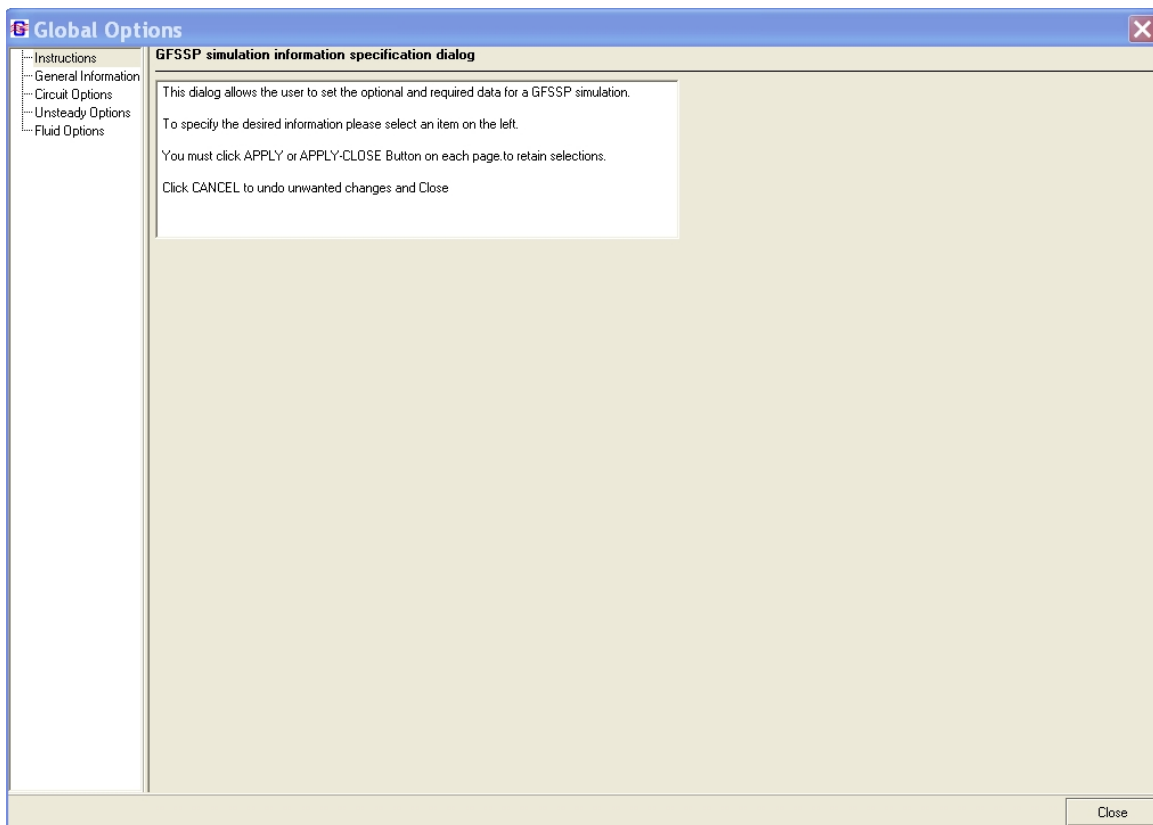 Global Options
Instructions
General Information
Circuit Options
Unsteady Options
Fluid Options
GFSSP simulation information specification dialog
This dialog allows the user to set the optional and required data for a GFSSP simulation.
To specify the desired information please select an item on the left.
You must click APPLY or APPLY-CLOSE Button on each page.to retain selections.
Click CANCEL to undo unwanted changes and Close
Close